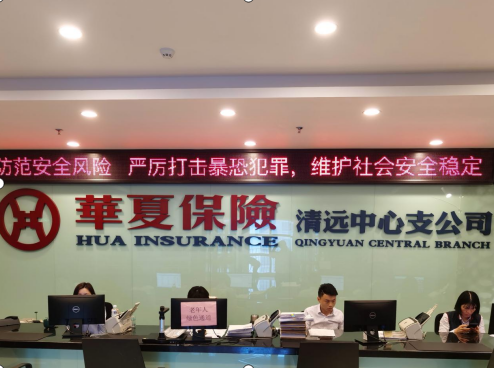 防范安全风险 严厉打击暴恐犯罪，维护社会安全稳定
華夏保險
HUA INSURANCE
清远中心支公司
QINGYUAN CENTRAL BRANCH
老年人
绿色通道
DELL